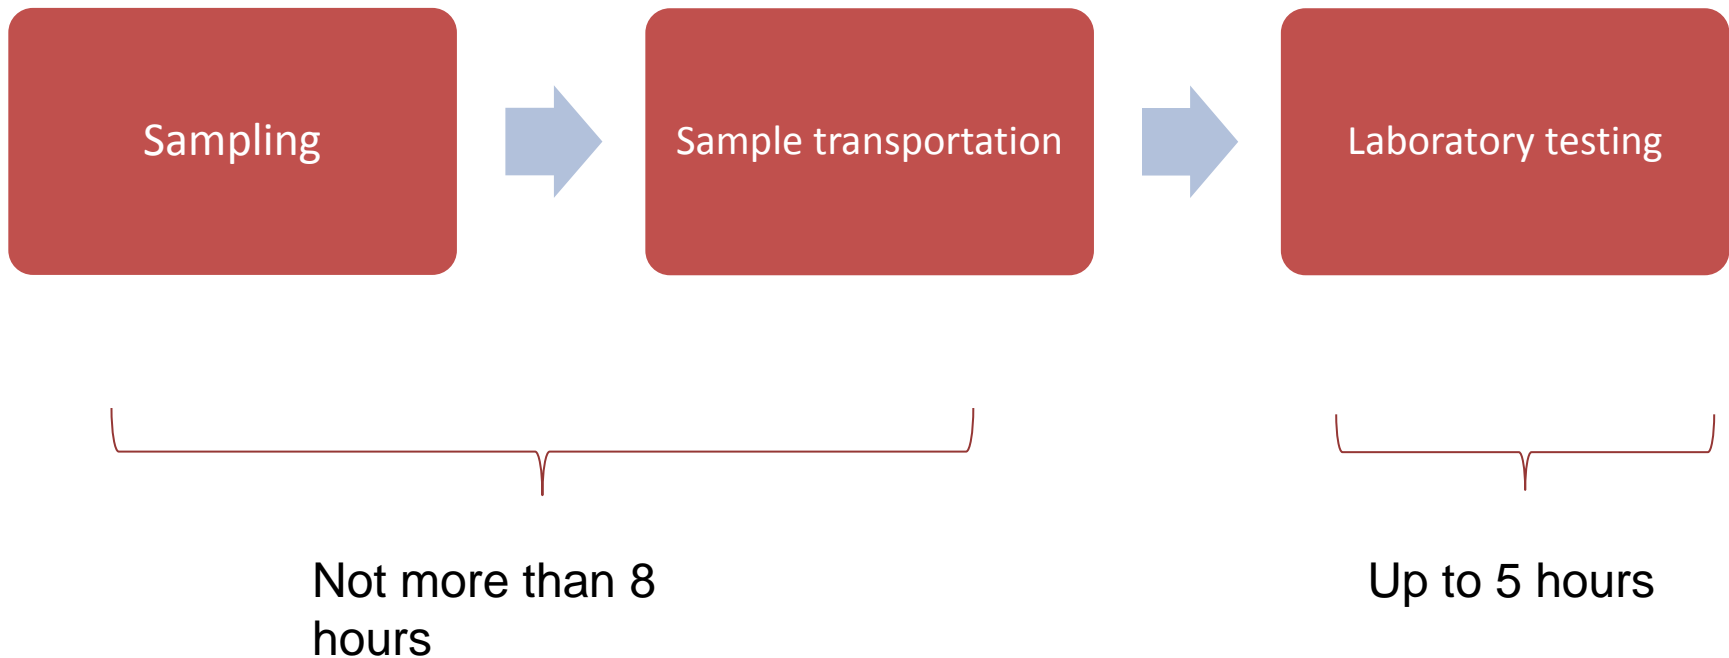 Sampling
Sample transportation
Laboratory testing
Not more than 8
hours
Up to 5 hours